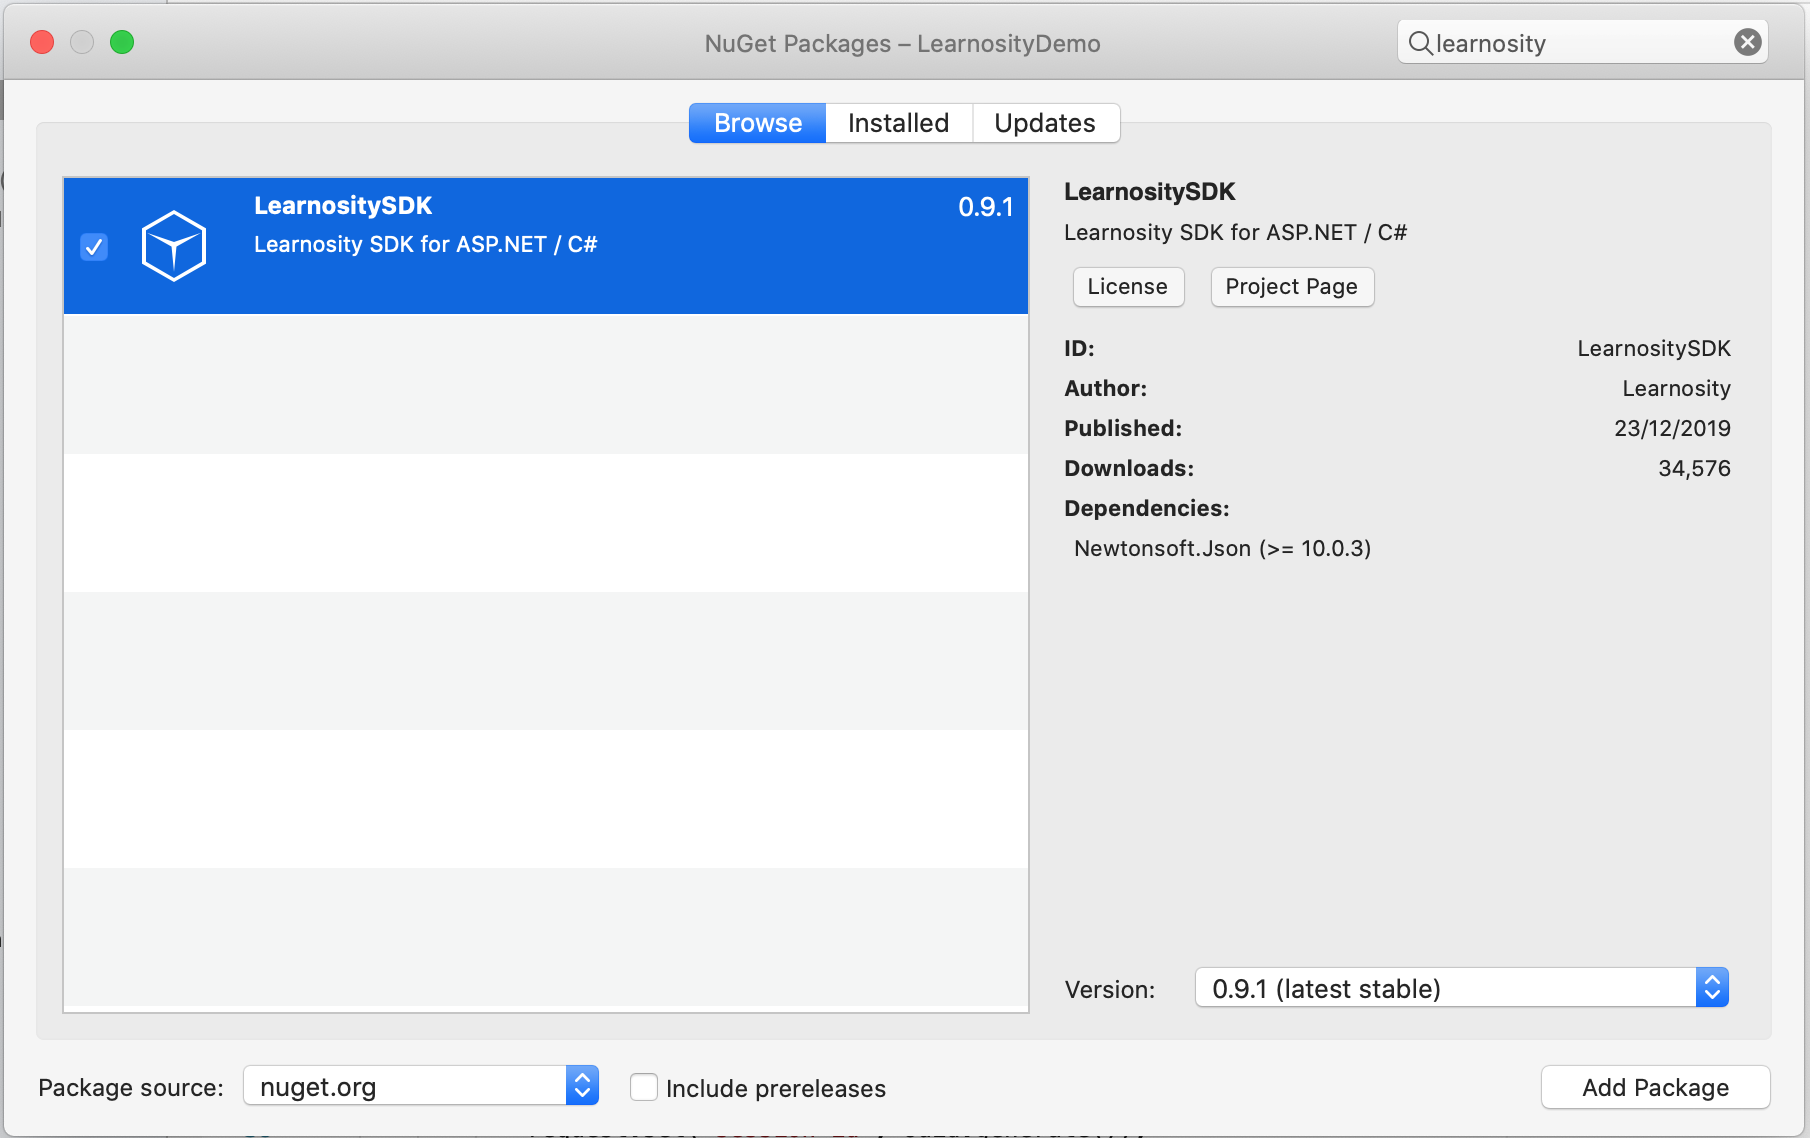 NuGet Packages – LearnosityDemo
learnosity
Browse Installed Updates
LearnositySDK 0.9.1
Learnosity SDK for ASP.NET / C#
LearnositySDK
Learnosity SDK for ASP.NET / C#
License Project Page
ID: LearnositySDK
Author: Learnosity
Published: 23/12/2019
Downloads: 34,576
Dependencies:
Newtonsoft.Json (>= 10.0.3)
Version: 0.9.1 (latest stable)
Package source: nuget.org Include prereleases Add Package